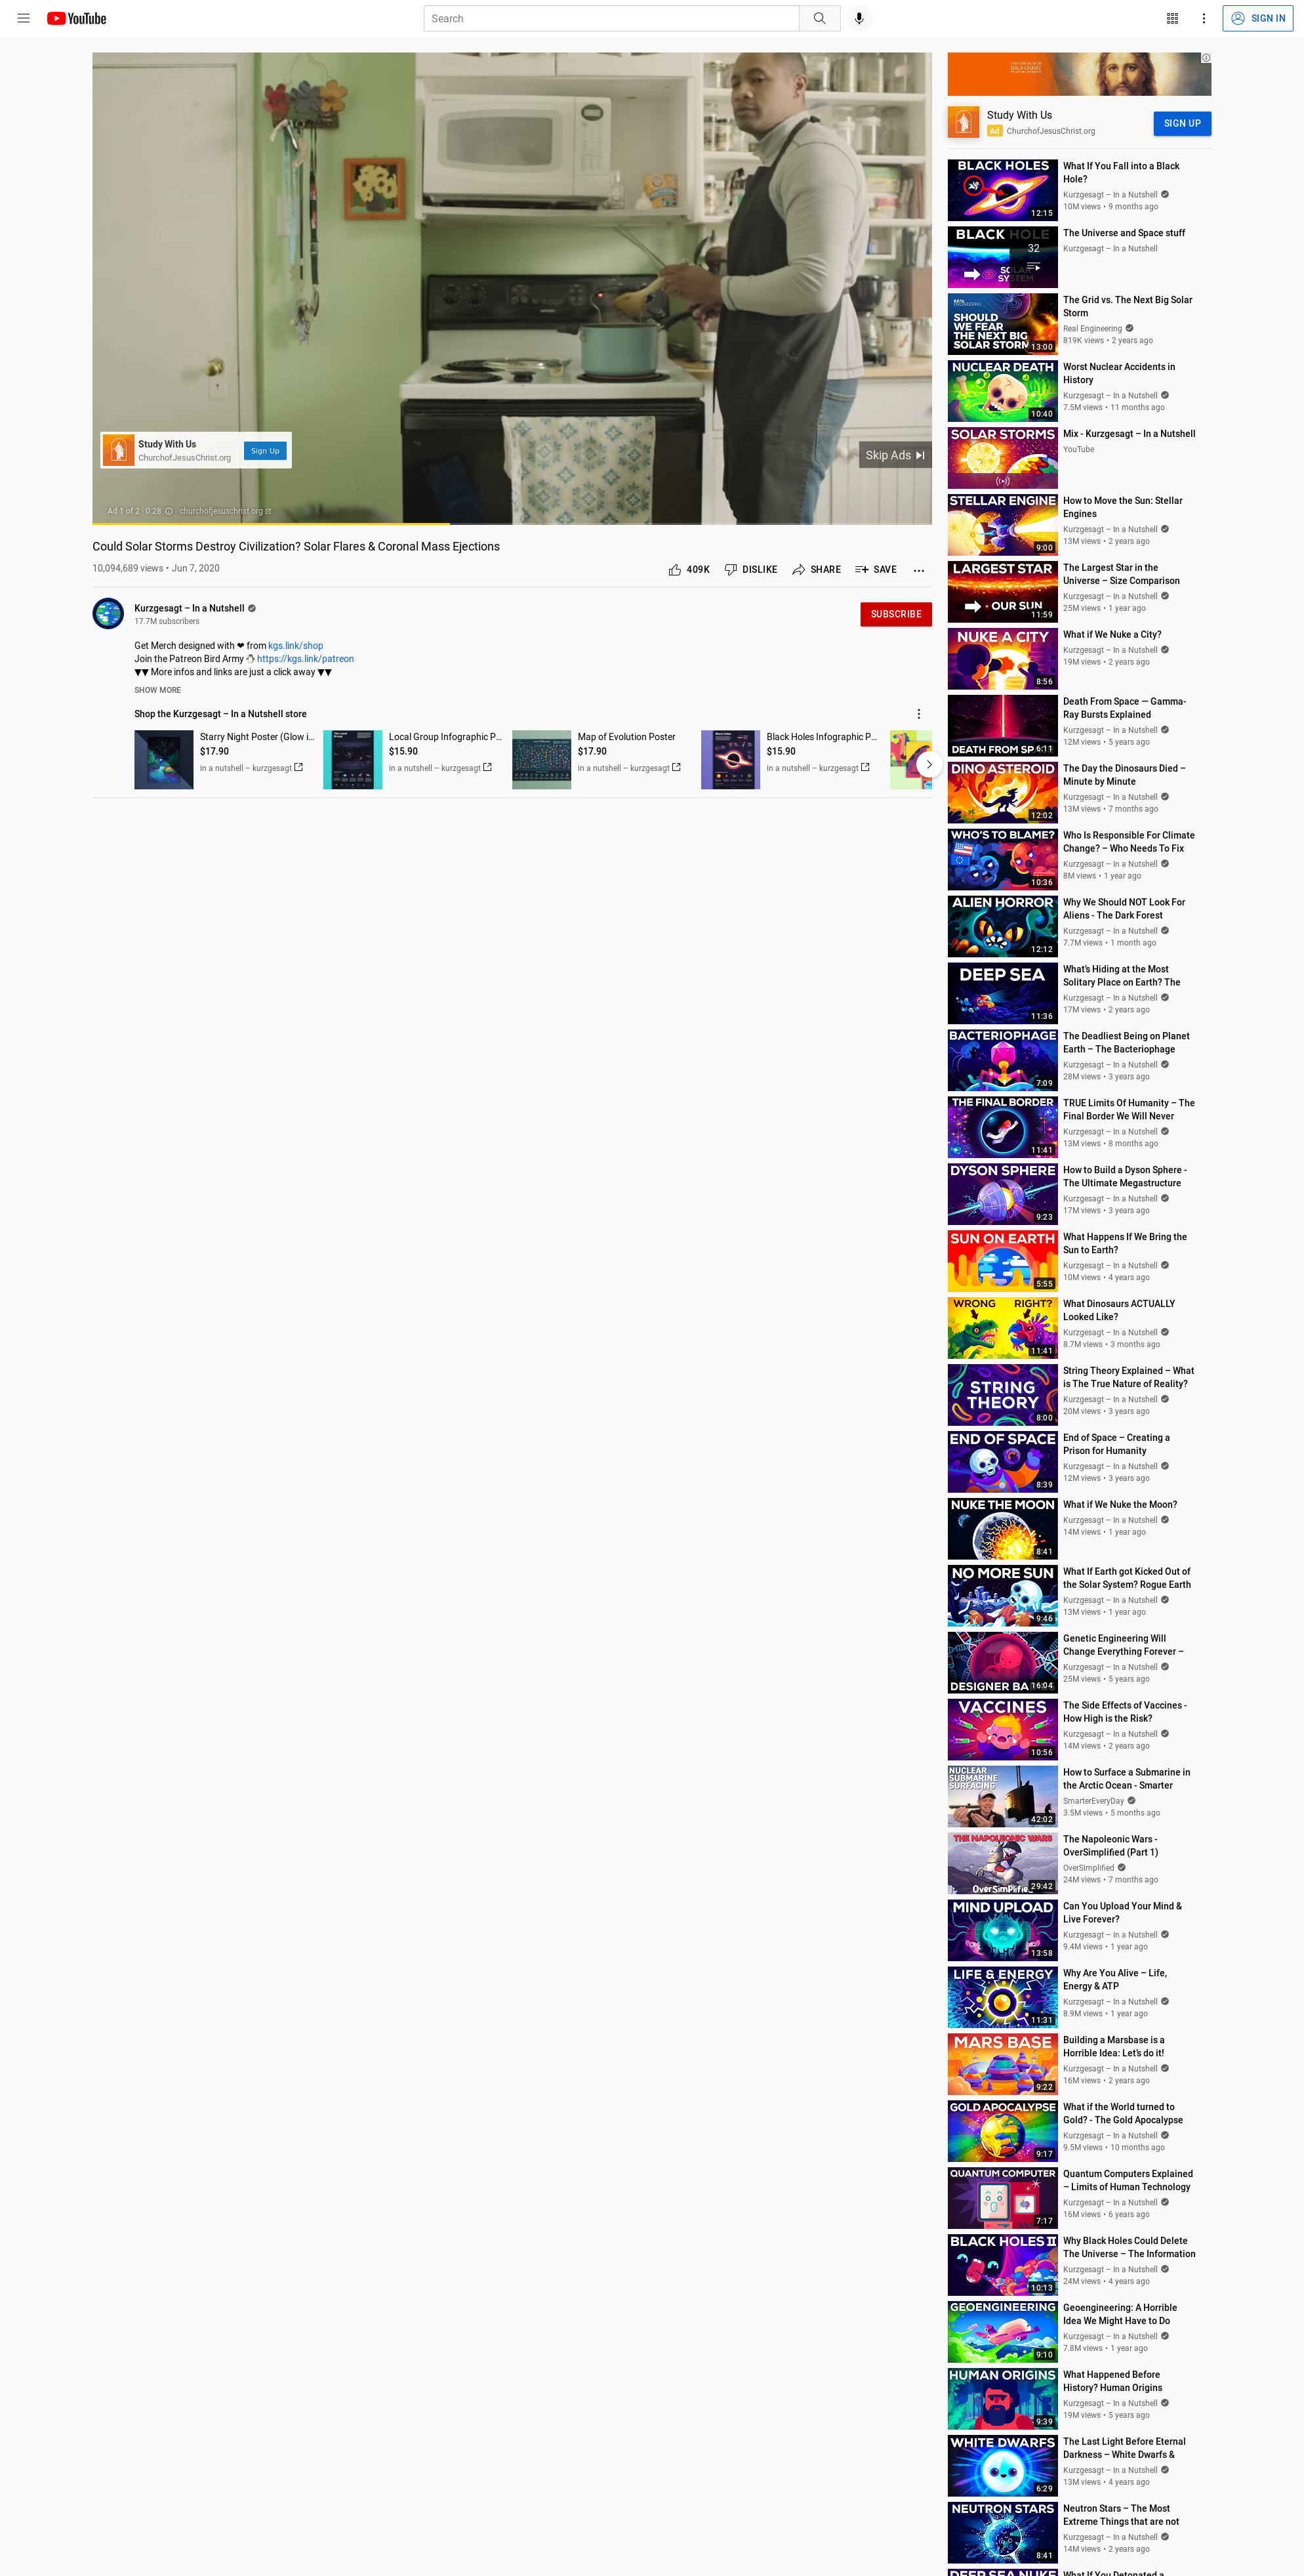 YouTube
Search
SIGN IN
Skip Ads
Study With Us
ChurchofJesusChrist.org
Sign Up
Ad 1 of 2 · 0:28
churchofjesuschrist.org
Could Solar Storms Destroy Civilization? Solar Flares & Coronal Mass Ejections
10,094,689 views • Jun 7, 2020
409K
DISLIKE
SHARE
SAVE
Kurzgesagt – In a Nutshell
17.7M subscribers
SUBSCRIBE
Get Merch designed with ❤ from kgs.link/shop
Join the Patreon Bird Army 🐧 https://kgs.link/patreon
▼▼ More infos and links are just a click away ▼▼
SHOW MORE
Shop the Kurzgesagt – In a Nutshell store
Starry Night Poster (Glow i...
$17.90
in a nutshell – kurzgesagt
Local Group Infographic P...
$15.90
in a nutshell – kurzgesagt
Map of Evolution Poster
$17.90
in a nutshell – kurzgesagt
Black Holes Infographic P...
$15.90
in a nutshell – kurzgesagt
Study With Us
Ad ChurchofJesusChrist.org
SIGN UP
BLACK HOLES
12:15
What If You Fall into a Black
Hole?
Kurzgesagt – In a Nutshell
10M views • 9 months ago
BLACK HOLE
32
SOLAR
SYSTEM
The Universe and Space stuff
Kurzgesagt – In a Nutshell
REAL
ENGINEERING
SHOULD
WE FEAR
THE NEXT BIG
SOLAR STORM
13:00
The Grid vs. The Next Big Solar
Storm
Real Engineering
819K views • 2 years ago
NUCLEAR DEATH
10:40
Worst Nuclear Accidents in
History
Kurzgesagt – In a Nutshell
7.5M views • 11 months ago
SOLAR STORMS
Mix - Kurzgesagt – In a Nutshell
YouTube
STELLAR ENGINE
9:00
How to Move the Sun: Stellar
Engines
Kurzgesagt – In a Nutshell
13M views • 2 years ago
LARGEST STAR
OUR SUN
11:59
The Largest Star in the
Universe – Size Comparison
Kurzgesagt – In a Nutshell
25M views • 1 year ago
NUKE A CITY
8:56
What if We Nuke a City?
Kurzgesagt – In a Nutshell
19M views • 2 years ago
DEATH FROM SP
6:11
Death From Space — Gamma-
Ray Bursts Explained
Kurzgesagt – In a Nutshell
12M views • 5 years ago
DINO ASTEROID
12:02
The Day the Dinosaurs Died –
Minute by Minute
Kurzgesagt – In a Nutshell
13M views • 7 months ago
WHO'S TO BLAME?
10:36
Who Is Responsible For Climate
Change? – Who Needs To Fix
Kurzgesagt – In a Nutshell
8M views • 1 year ago
ALIEN HORROR
12:12
Why We Should NOT Look For
Aliens - The Dark Forest
Kurzgesagt – In a Nutshell
7.7M views • 1 month ago
DEEP SEA
11:36
What's Hiding at the Most
Solitary Place on Earth? The
Kurzgesagt – In a Nutshell
17M views • 2 years ago
BACTERIOPHAGE
7:09
The Deadliest Being on Planet
Earth – The Bacteriophage
Kurzgesagt – In a Nutshell
28M views • 3 years ago
THE FINAL BORDER
11:41
TRUE Limits Of Humanity – The
Final Border We Will Never
Kurzgesagt – In a Nutshell
13M views • 8 months ago
DYSON SPHERE
9:23
How to Build a Dyson Sphere -
The Ultimate Megastructure
Kurzgesagt – In a Nutshell
17M views • 3 years ago
SUN ON EARTH
5:55
What Happens If We Bring the
Sun to Earth?
Kurzgesagt – In a Nutshell
10M views • 4 years ago
WRONG RIGHT?
11:41
What Dinosaurs ACTUALLY
Looked Like?
Kurzgesagt – In a Nutshell
8.7M views • 3 months ago
STRING
THEORY
8:00
String Theory Explained – What
is The True Nature of Reality?
Kurzgesagt – In a Nutshell
20M views • 3 years ago
END OF SPACE
8:39
End of Space – Creating a
Prison for Humanity
Kurzgesagt – In a Nutshell
12M views • 3 years ago
NUKE THE MOON
8:41
What if We Nuke the Moon?
Kurzgesagt – In a Nutshell
14M views • 1 year ago
NO MORE SUN
9:46
What If Earth got Kicked Out of
the Solar System? Rogue Earth
Kurzgesagt – In a Nutshell
13M views • 1 year ago
DESIGNER BA
16:04
Genetic Engineering Will
Change Everything Forever –
Kurzgesagt – In a Nutshell
25M views • 5 years ago
VACCINES
10:56
The Side Effects of Vaccines -
How High is the Risk?
Kurzgesagt – In a Nutshell
14M views • 2 years ago
NUCLEAR
SUBMARINE
SURFACING
42:02
How to Surface a Submarine in
the Arctic Ocean - Smarter
SmarterEveryDay
3.5M views • 5 months ago
THE NAPOLEONIC WARS
OverSimplified
29:42
The Napoleonic Wars -
OverSimplified (Part 1)
OverSimplified
24M views • 7 months ago
MIND UPLOAD
13:58
Can You Upload Your Mind &
Live Forever?
Kurzgesagt – In a Nutshell
9.4M views • 1 year ago
LIFE & ENERGY
11:31
Why Are You Alive – Life,
Energy & ATP
Kurzgesagt – In a Nutshell
8.9M views • 1 year ago
MARS BASE
9:22
Building a Marsbase is a
Horrible Idea: Let's do it!
Kurzgesagt – In a Nutshell
16M views • 2 years ago
GOLD APOCALYPSE
9:17
What if the World turned to
Gold? - The Gold Apocalypse
Kurzgesagt – In a Nutshell
9.5M views • 10 months ago
QUANTUM COMPUTER
7:17
Quantum Computers Explained
– Limits of Human Technology
Kurzgesagt – In a Nutshell
16M views • 6 years ago
BLACK HOLES II
10:13
Why Black Holes Could Delete
The Universe – The Information
Kurzgesagt – In a Nutshell
24M views • 4 years ago
GEOENGINEERING
9:10
Geoengineering: A Horrible
Idea We Might Have to Do
Kurzgesagt – In a Nutshell
7.8M views • 1 year ago
HUMAN ORIGINS
9:39
What Happened Before
History? Human Origins
Kurzgesagt – In a Nutshell
19M views • 5 years ago
WHITE DWARFS
6:29
The Last Light Before Eternal
Darkness – White Dwarfs &
Kurzgesagt – In a Nutshell
13M views • 4 years ago
NEUTRON STARS
8:41
Neutron Stars – The Most
Extreme Things that are not
Kurzgesagt – In a Nutshell
14M views • 2 years ago
DEEP SEA NUKE
What If You Detonated a